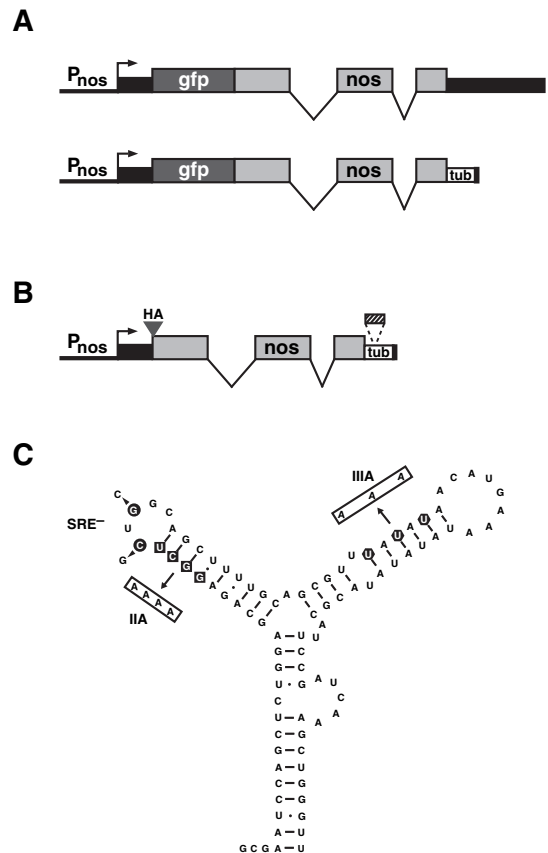 A
Pnos gfp nos
Pnos gfp nos tub
B
HA
Pnos nos tub
C
IIIA
A A A
SRE–
C G G C A G C U U U U G C A G C G U U U A U A U A A C A U G A A A U
U G C U C G G A G A C G
A A A A
IIA
A – U
G – C
G – C
U · G A U C A A
C
U – A
C – G
G – C
A – U
C – G
C – G
U · G
A – U
G C G A – U